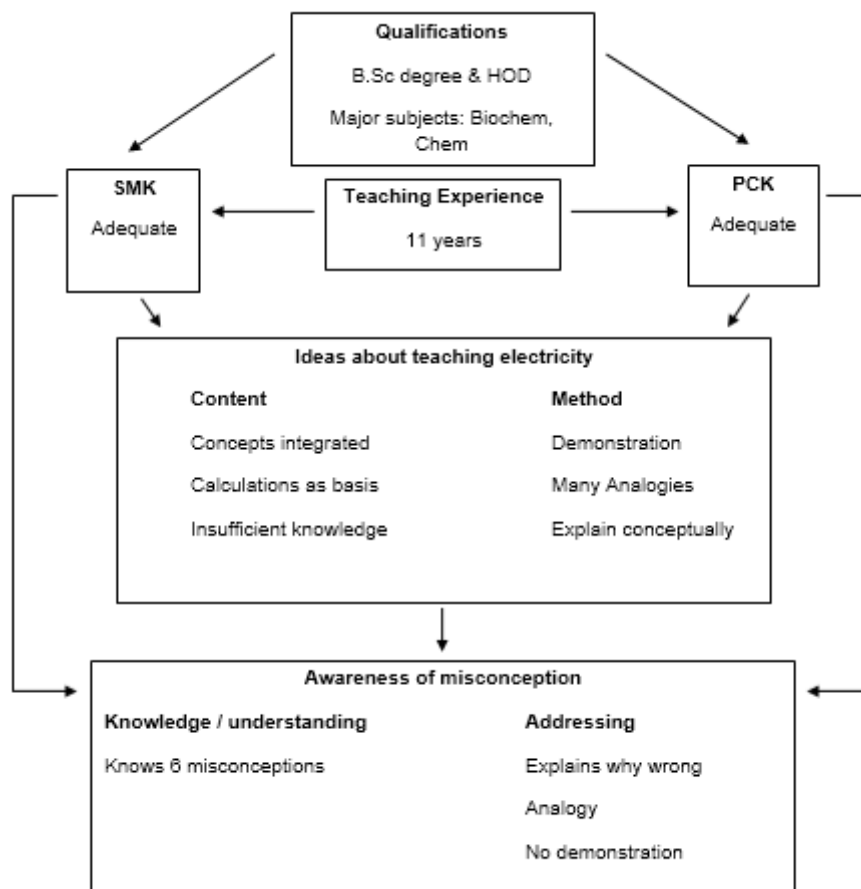 Qualifications
B.Sc degree & HOD
Major subjects: Biochem,
Chem
SMK
Adequate
Teaching Experience
11 years
PCK
Adequate
Ideas about teaching electricity
Content
Concepts integrated
Calculations as basis
Insufficient knowledge
Method
Demonstration
Many Analogies
Explain conceptually
Awareness of misconception
Knowledge / understanding
Knows 6 misconceptions
Addressing
Explains why wrong
Analogy
No demonstration